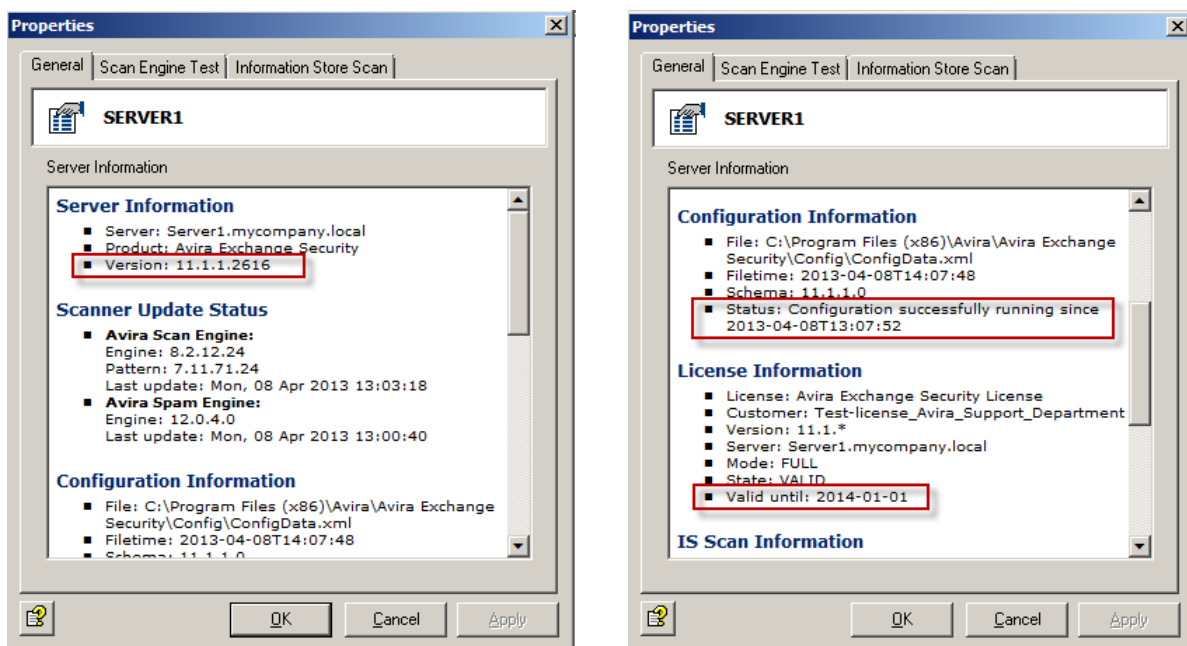 Properties
General
Scan Engine Test
Information Store Scan
SERVER1
Server Information
Server Information
Server: Server1.mycompany.local
Product: Avira Exchange Security
Version: 11.1.1.2616
Scanner Update Status
Avira Scan Engine:
Engine: 8.2.12.24
Pattern: 7.11.71.24
Last update: Mon, 08 Apr 2013 13:03:18
Avira Spam Engine:
Engine: 12.0.4.0
Last update: Mon, 08 Apr 2013 13:00:40
Configuration Information
File: C:\Program Files (x86)\Avira\Avira Exchange
Security\Config\ConfigData.xml
Filetime: 2013-04-08T14:07:48
Schema: 11.1.1.0
OK
Cancel
Apply
Properties
General
Scan Engine Test
Information Store Scan
SERVER1
Server Information
Configuration Information
File: C:\Program Files (x86)\Avira\Avira Exchange
Security\Config\ConfigData.xml
Filetime: 2013-04-08T14:07:48
Schema: 11.1.1.0
Status: Configuration successfully running since
2013-04-08T13:07:52
License Information
License: Avira Exchange Security License
Customer: Test-license_Avira_Support_Department
Version: 11.1.*
Server: Server1.mycompany.local
Mode: FULL
State: VALID
Valid until: 2014-01-01
IS Scan Information
OK
Cancel
Apply